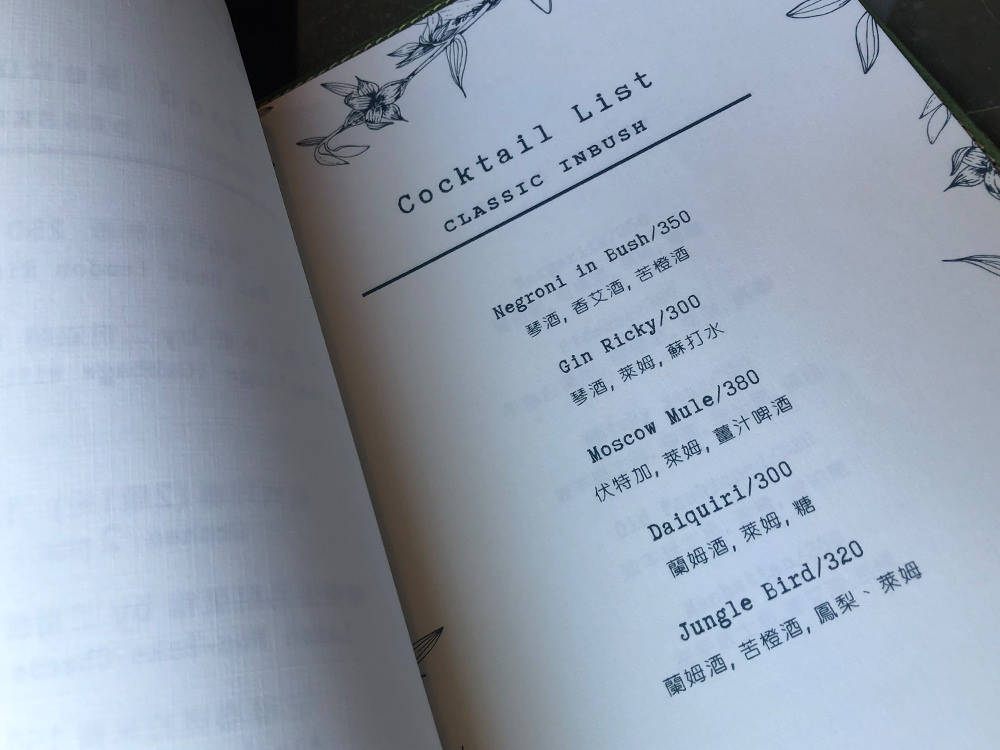 Cocktail List
CLASSIC INBUSH
Negroni in Bush/350
琴酒, 香艾酒, 苦橙酒
Gin Ricky/300
琴酒, 萊姆, 蘇打水
Moscow Mule/380
伏特加, 萊姆, 薑汁啤酒
Daiquiri/300
蘭姆酒, 萊姆, 糖
Jungle Bird/320
蘭姆酒, 苦橙酒, 鳳梨、萊姆